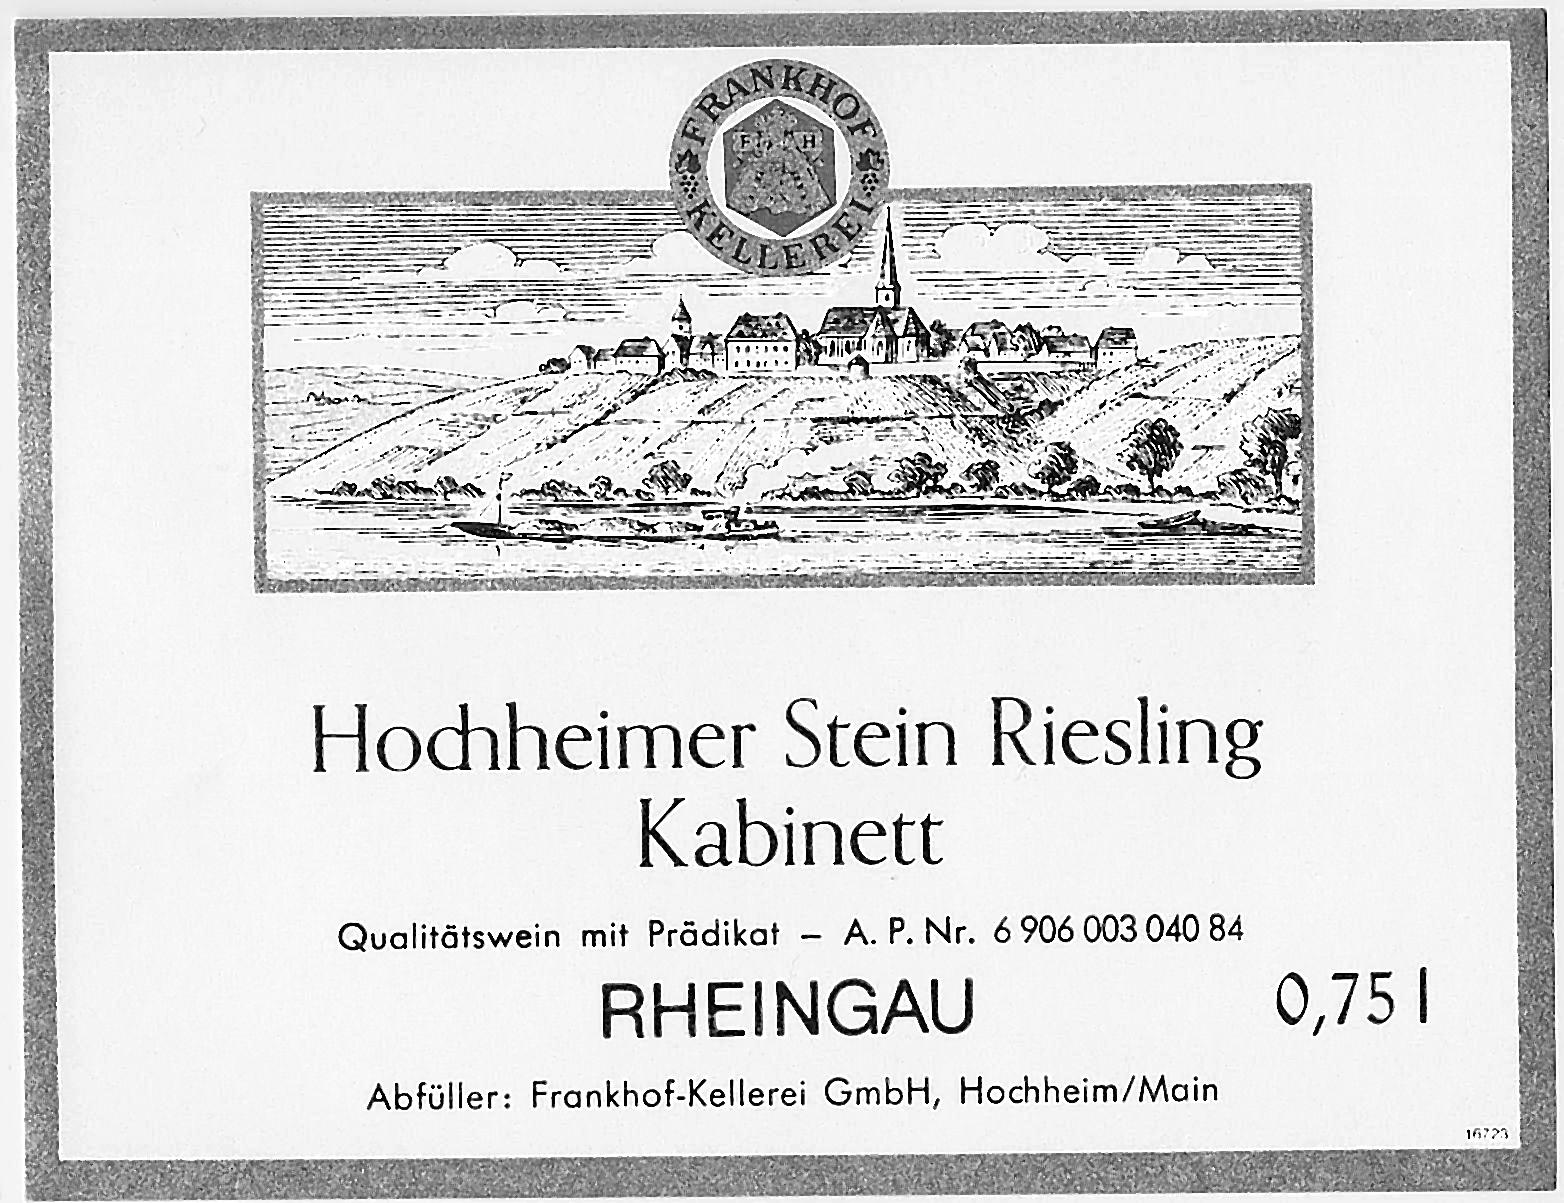 FRANKHOF
F H
KELLEREI
Hochheimer Stein Riesling
Kabinett
Qualitätswein mit Prädikat – A. P. Nr. 6 906 003 040 84
RHEINGAU
0,75 l
Abfüller: Frankhof-Kellerei GmbH, Hochheim/Main
16723